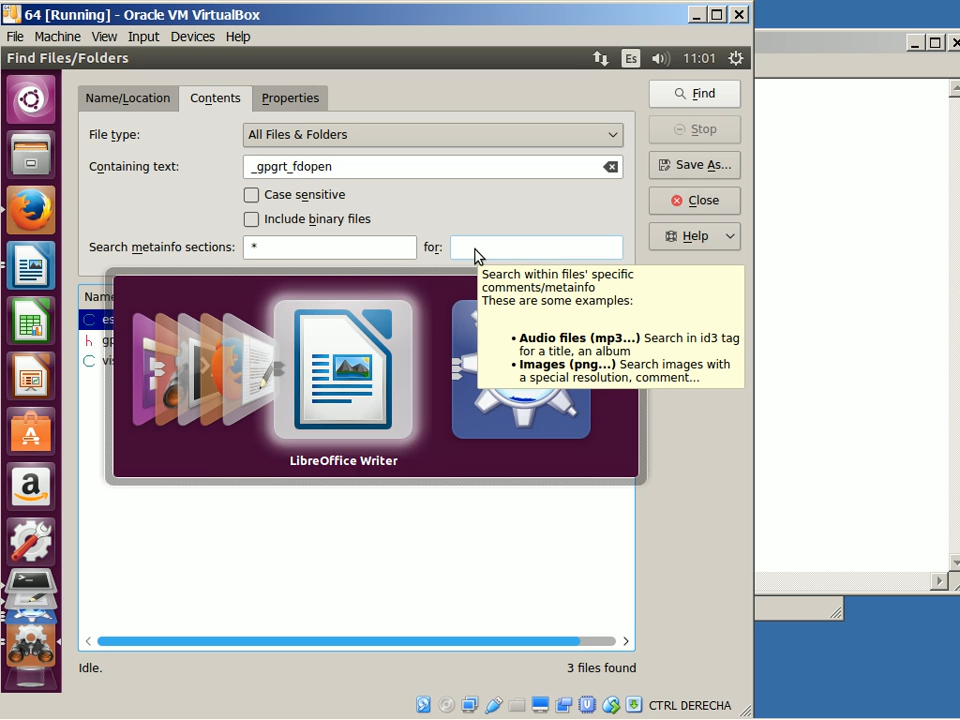 64 [Running] - Oracle VM VirtualBox
File Machine View Input Devices Help
Find Files/Folders
Es
11:01
Name/Location
Contents
Properties
Find
File type:
All Files & Folders
Stop
Containing text:
_gpgrt_fdopen
Save As...
Case sensitive
Close
Include binary files
Help
Search metainfo sections:
*
for:
Search within files' specific
comments/metainfo
These are some examples:
• Audio files (mp3...) Search in id3 tag
for a title, an album
• Images (png...) Search images with
a special resolution, comment...
C es
h gp
C vis
LibreOffice Writer
a
Idle.
3 files found
CTRL DERECHA